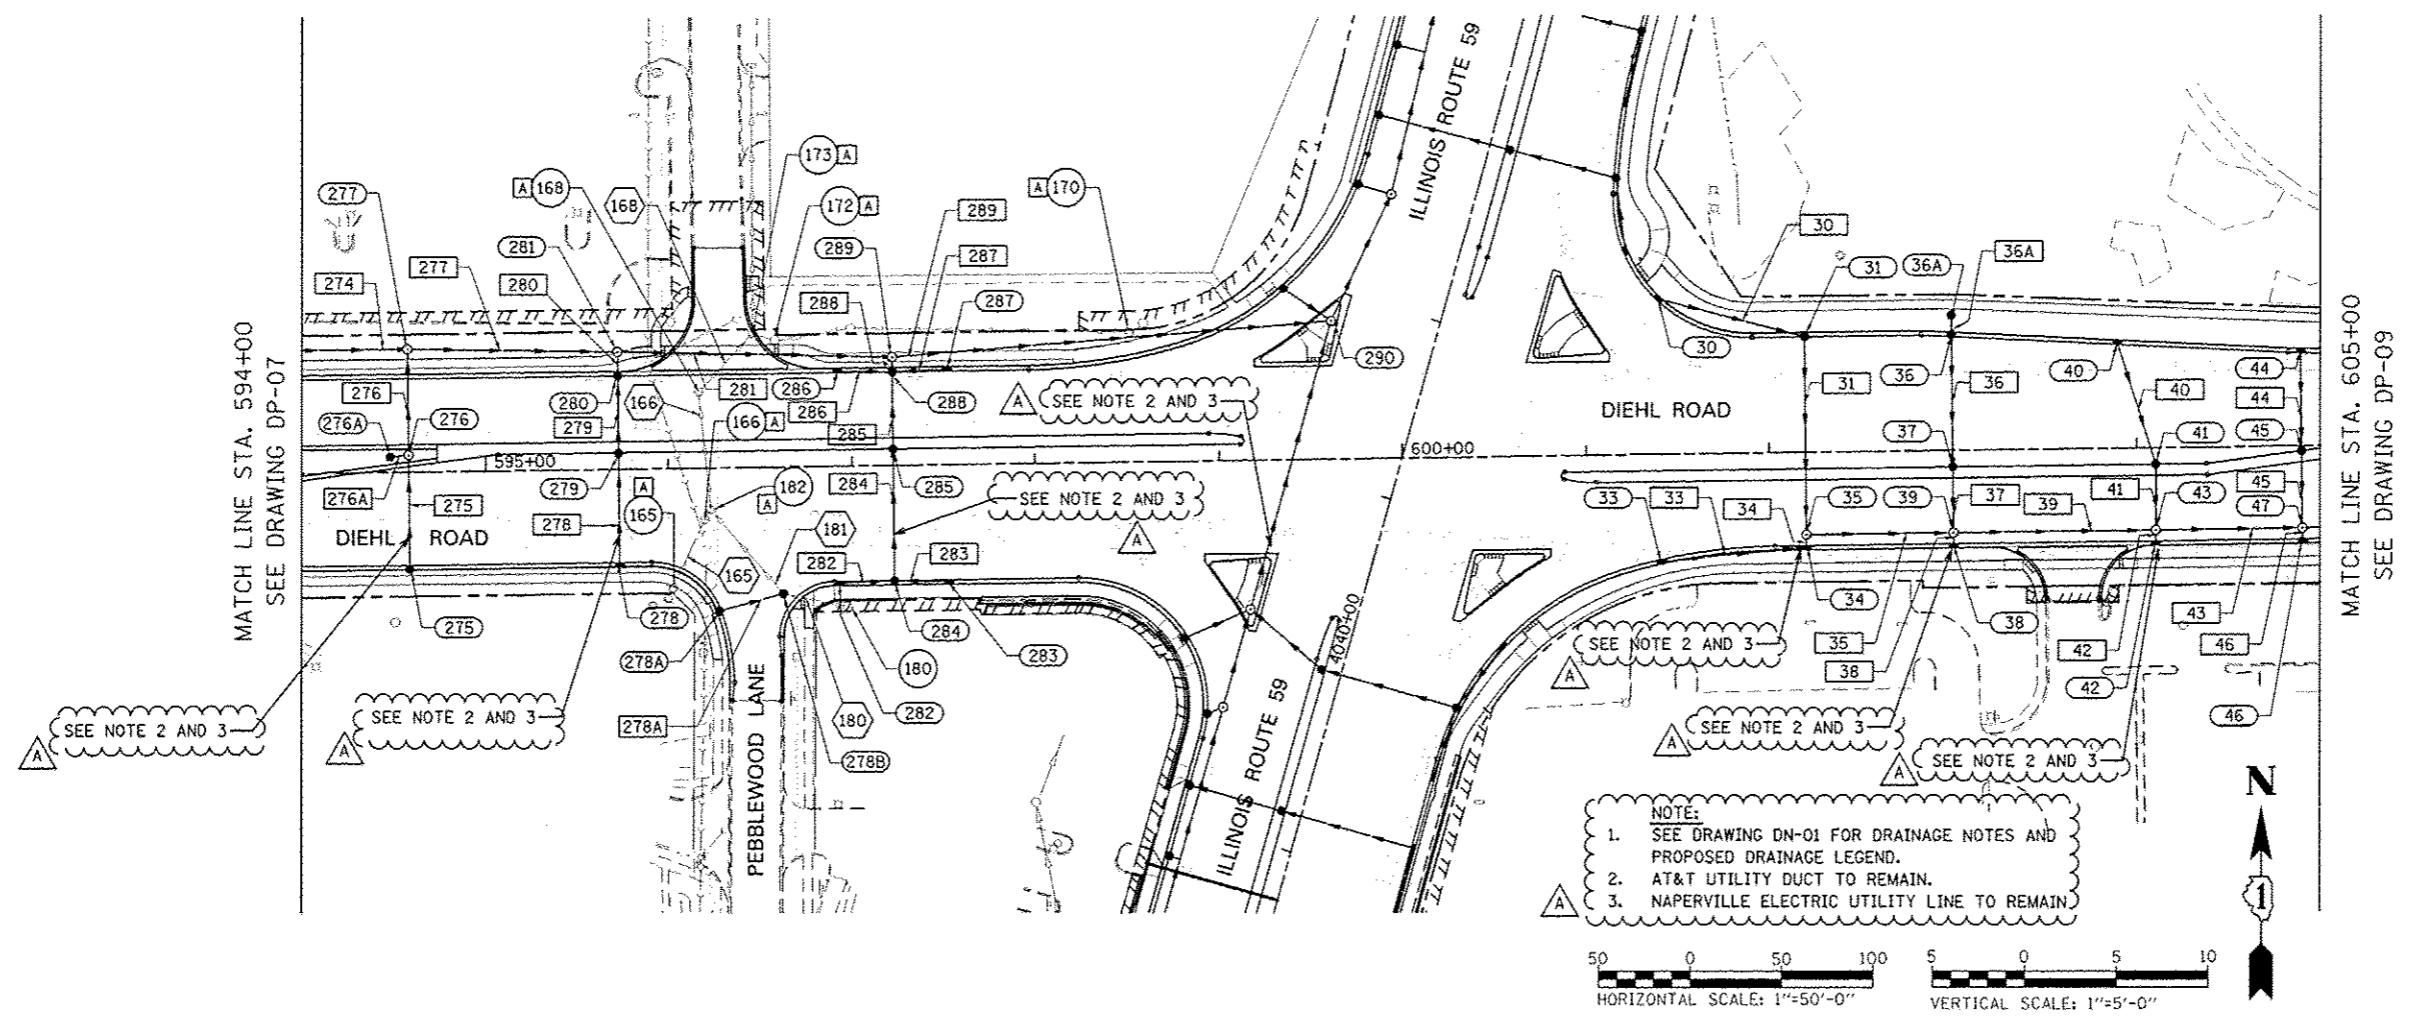 MATCH LINE STA. 594+00
SEE DRAWING DP-07
ILLINOIS ROUTE 59
173 A
A 168
168
277
172 A
289
A 170
30
281
289
287
277
274
280
288
287
31
36A
36A
290
30
276
281
286
280
166
286
288
SEE NOTE 2 AND 3
A
31
36
36
40
40
44
44
276A
276
279
166 A
285
DIEHL ROAD
37
41
45
595+00
600+00
276A
275
279
A
165
278
182
A
284
285
SEE NOTE 2 AND 3
A
33
33
34
35
39
37
39
41
43
45
47
DIEHL ROAD
181
165
282
283
275
278
278A
284
283
180
34
38
35
38
43
42
42
46
46
SEE NOTE 2 AND 3
A
278A
180
282
278B
4040+00
SEE NOTE 2 AND 3
A
SEE NOTE 2 AND 3
A
SEE NOTE 2 AND 3
A
SEE NOTE 2 AND 3
A
PEBBLEWOOD LANE
ILLINOIS ROUTE 59
MATCH LINE STA. 605+00
SEE DRAWING DP-09
NOTE:
1. SEE DRAWING DN-01 FOR DRAINAGE NOTES AND
PROPOSED DRAINAGE LEGEND.
2. AT&T UTILITY DUCT TO REMAIN.
3. NAPERVILLE ELECTRIC UTILITY LINE TO REMAIN
A
N
1
50 0 50 100
HORIZONTAL SCALE: 1"=50'-0"
5 0 5 10
VERTICAL SCALE: 1"=5'-0"